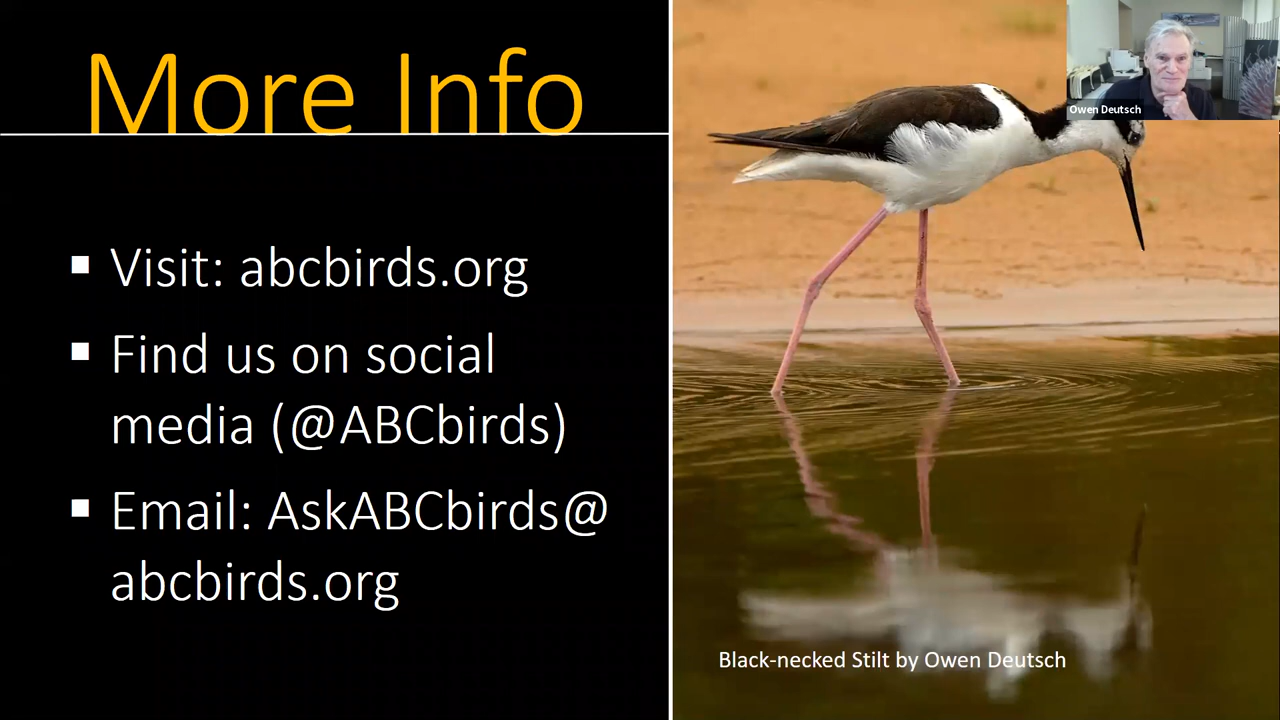 More Info
▪ Visit: abcbirds.org
▪ Find us on social
media (@ABCbirds)
▪ Email: AskABCbirds@
abcbirds.org
Owen Deutsch
Black-necked Stilt by Owen Deutsch